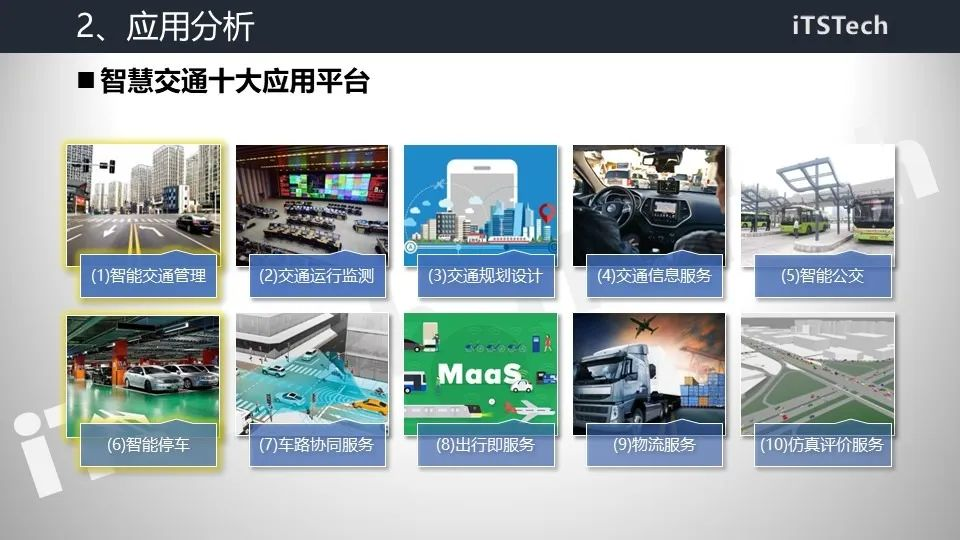 2、应用分析
iTSTech
■智慧交通十大应用平台
(1)智能交通管理
(2)交通运行监测
(3)交通规划设计
(4)交通信息服务
(5)智能公交
(6)智能停车
(7)车路协同服务
MaaS
(8)出行即服务
(9)物流服务
(10)仿真评价服务